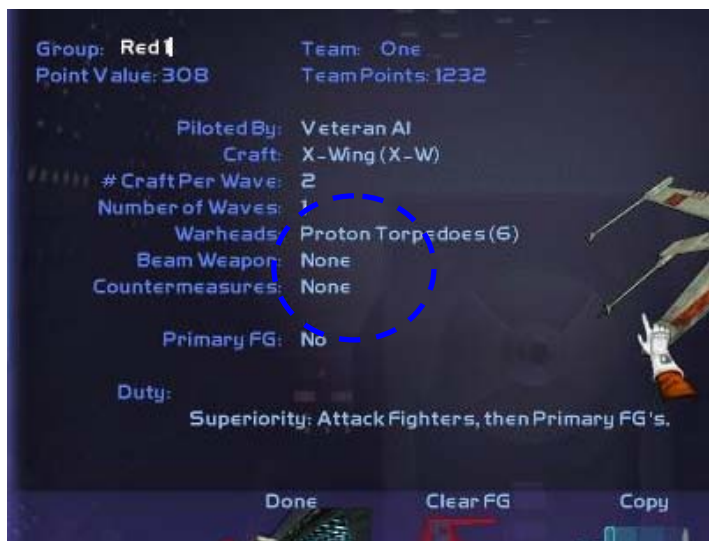 Group: Red 1 Team: One
Point Value: 308 Team Points: 1232
Piloted By: Veteran AI
Craft: X-Wing (X-W)
# Craft Per Wave: 2
Number of Waves: 1
Warheads: Proton Torpedoes (6)
Beam Weapon: None
Countermeasures: None
Primary FG: No
Duty:
Superiority: Attack Fighters, then Primary FG's.
Done Clear FG Copy